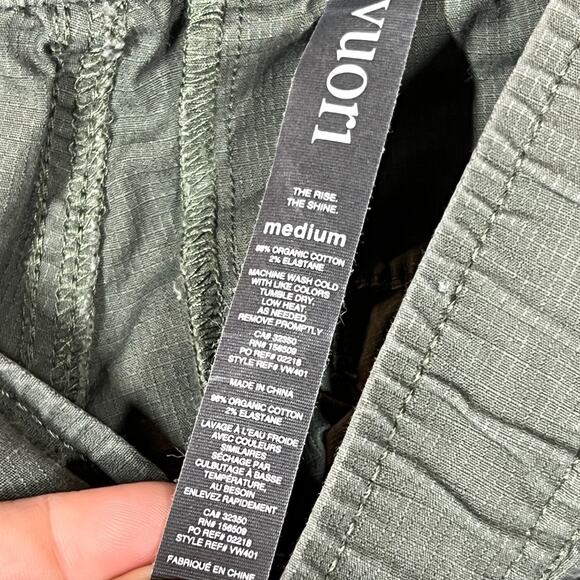 vuori
THE RISE.
THE SHINE.
medium
98% ORGANIC COTTON
2% ELASTANE
MACHINE WASH COLD
WITH LIKE COLORS
TUMBLE DRY.
LOW HEAT.
AS NEEDED
REMOVE PROMPTLY
CA# 32350
RN# 156509
PO REF# 02218
STYLE REF# VW401
MADE IN CHINA
98% ORGANIC COTTON
2% ELASTANE
LAVAGE À L'EAU FROIDE
AVEC COULEURS
SIMILAIRES
SÉCHAGE PAR
CULBUTAGE À BASSE
TEMPÉRATURE,
AU BESOIN
ENLEVEZ RAPIDEMENT
CA# 32350
RN# 156509
PO REF# 02218
STYLE REF# VW401
FABRIQUÉ EN CHINE